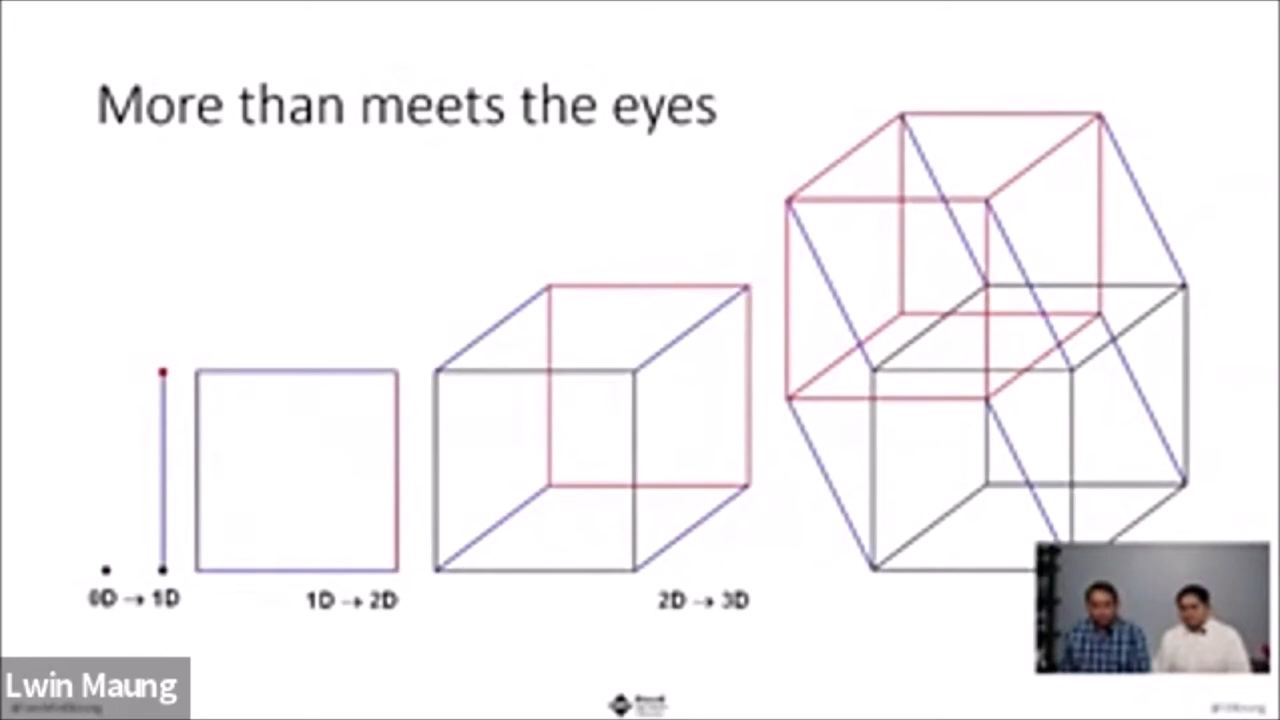 More than meets the eyes
0D → 1D
1D → 2D
2D → 3D
Lwin Maung